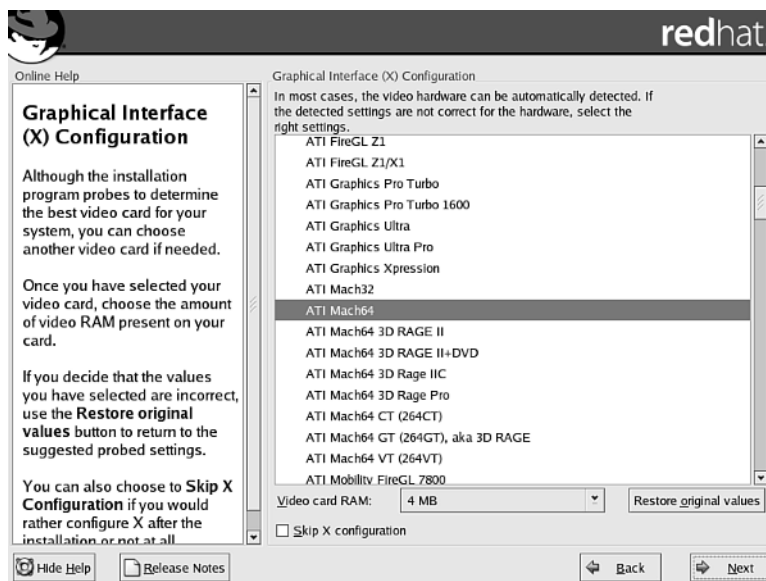 redhat
Online Help
Graphical Interface
(X) Configuration
Although the installation
program probes to determine
the best video card for your
system, you can choose
another video card if needed.
Once you have selected your
video card, choose the amount
of video RAM present on your
card.
If you decide that the values
you have selected are incorrect,
use the Restore original
values button to return to the
suggested probed settings.
You can also choose to Skip X
Configuration if you would
rather configure X after the
installation or not at all
Graphical Interface (X) Configuration
In most cases, the video hardware can be automatically detected. If
the detected settings are not correct for the hardware, select the
right settings.
ATI FireGL Z1
ATI FireGL Z1/X1
ATI Graphics Pro Turbo
ATI Graphics Pro Turbo 1600
ATI Graphics Ultra
ATI Graphics Ultra Pro
ATI Graphics Xpression
ATI Mach32
ATI Mach64
ATI Mach64 3D RAGE II
ATI Mach64 3D RAGE II+DVD
ATI Mach64 3D Rage IIC
ATI Mach64 3D Rage Pro
ATI Mach64 CT (264CT)
ATI Mach64 GT (264GT), aka 3D RAGE
ATI Mach64 VT (264VT)
ATI Mobility FireGL 7800
Video card RAM: 4 MB Restore original values
Skip X configuration
Hide Help Release Notes Back Next